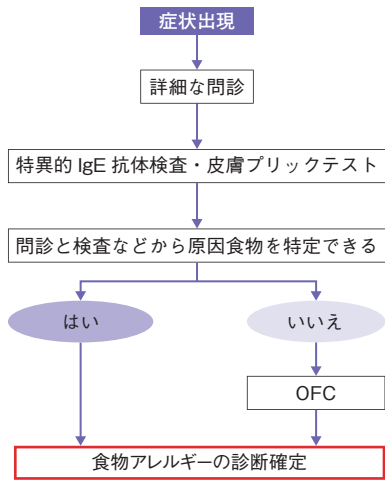 症状出現
詳細な問診
特異的 IgE 抗体検査・皮膚プリックテスト
問診と検査などから原因食物を特定できる
はい
いいえ
OFC
食物アレルギーの診断確定